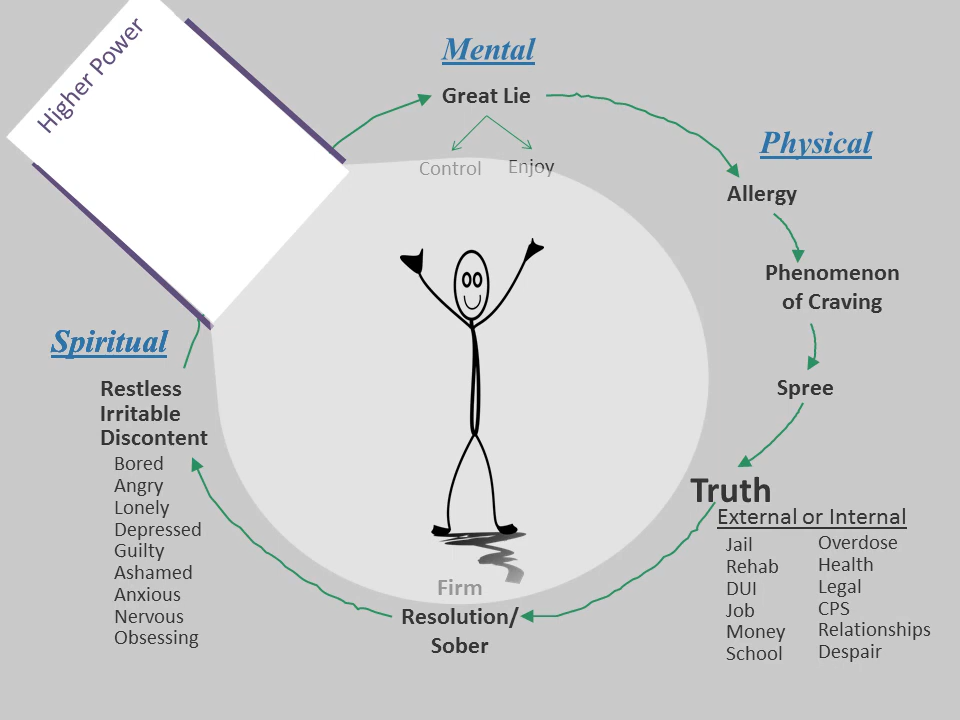 Higher Power
Mental
Great Lie
Control
Enjoy
Physical
Allergy
Phenomenon
of Craving
Spree
Truth
External or Internal
Jail
Rehab
DUI
Job
Money
School
Overdose
Health
Legal
CPS
Relationships
Despair
Firm
Resolution/
Sober
Spiritual
Restless
Irritable
Discontent
Bored
Angry
Lonely
Depressed
Guilty
Ashamed
Anxious
Nervous
Obsessing